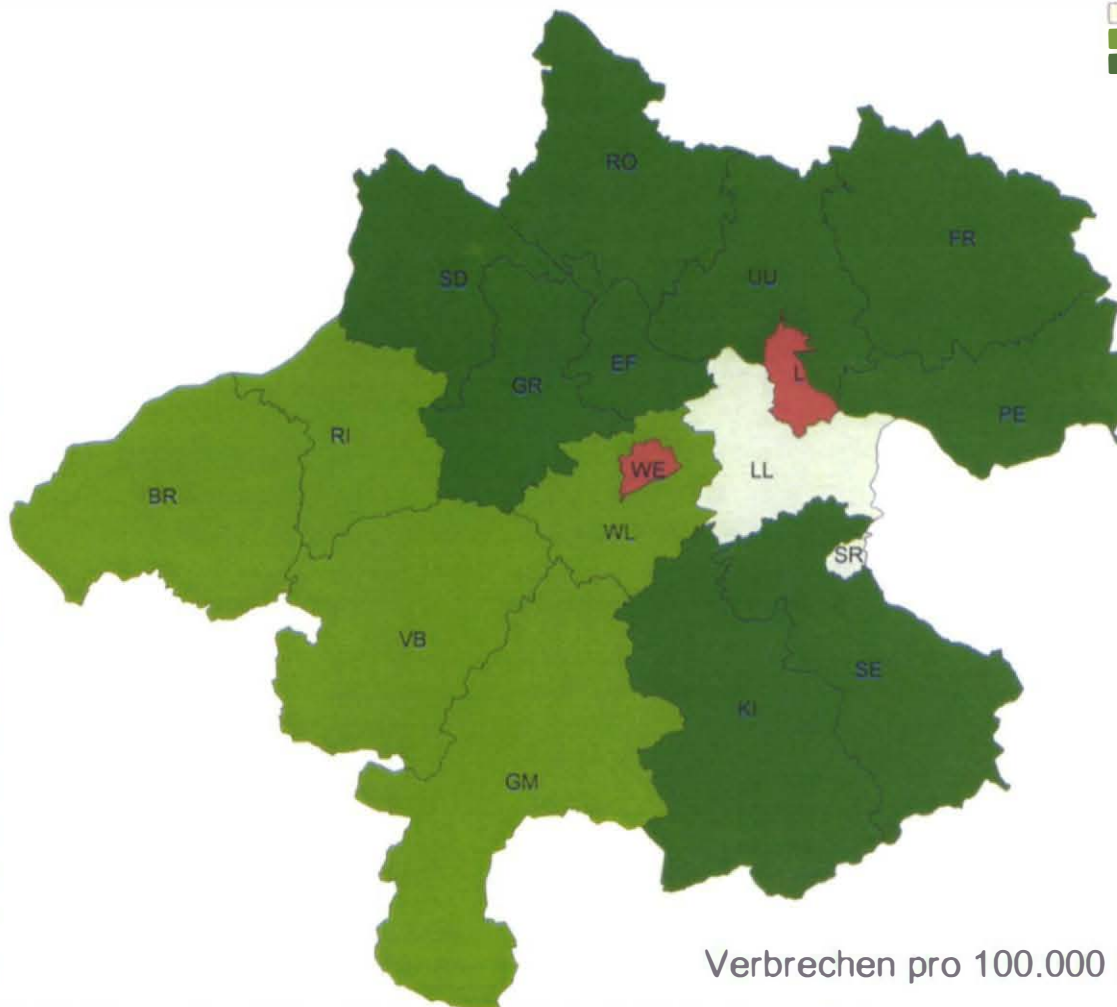 RO
FR
SD
UU
EF
L
GR
PE
RI
WE
LL
BR
WL
SR
VB
SE
KI
GM
Verbrechen pro 100.000